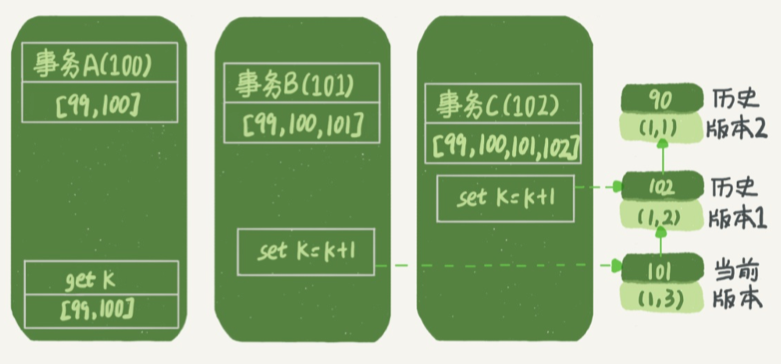 事务A(100)
[99,100]
get k
[99,100]
事务B(101)
[99,100,101]
set k=k+1
事务C(102)
[99,100,101,102]
set k=k+1
90
(1,1)
历史
版本2
102
(1,2)
历史
版本1
101
(1,3)
当前
版本